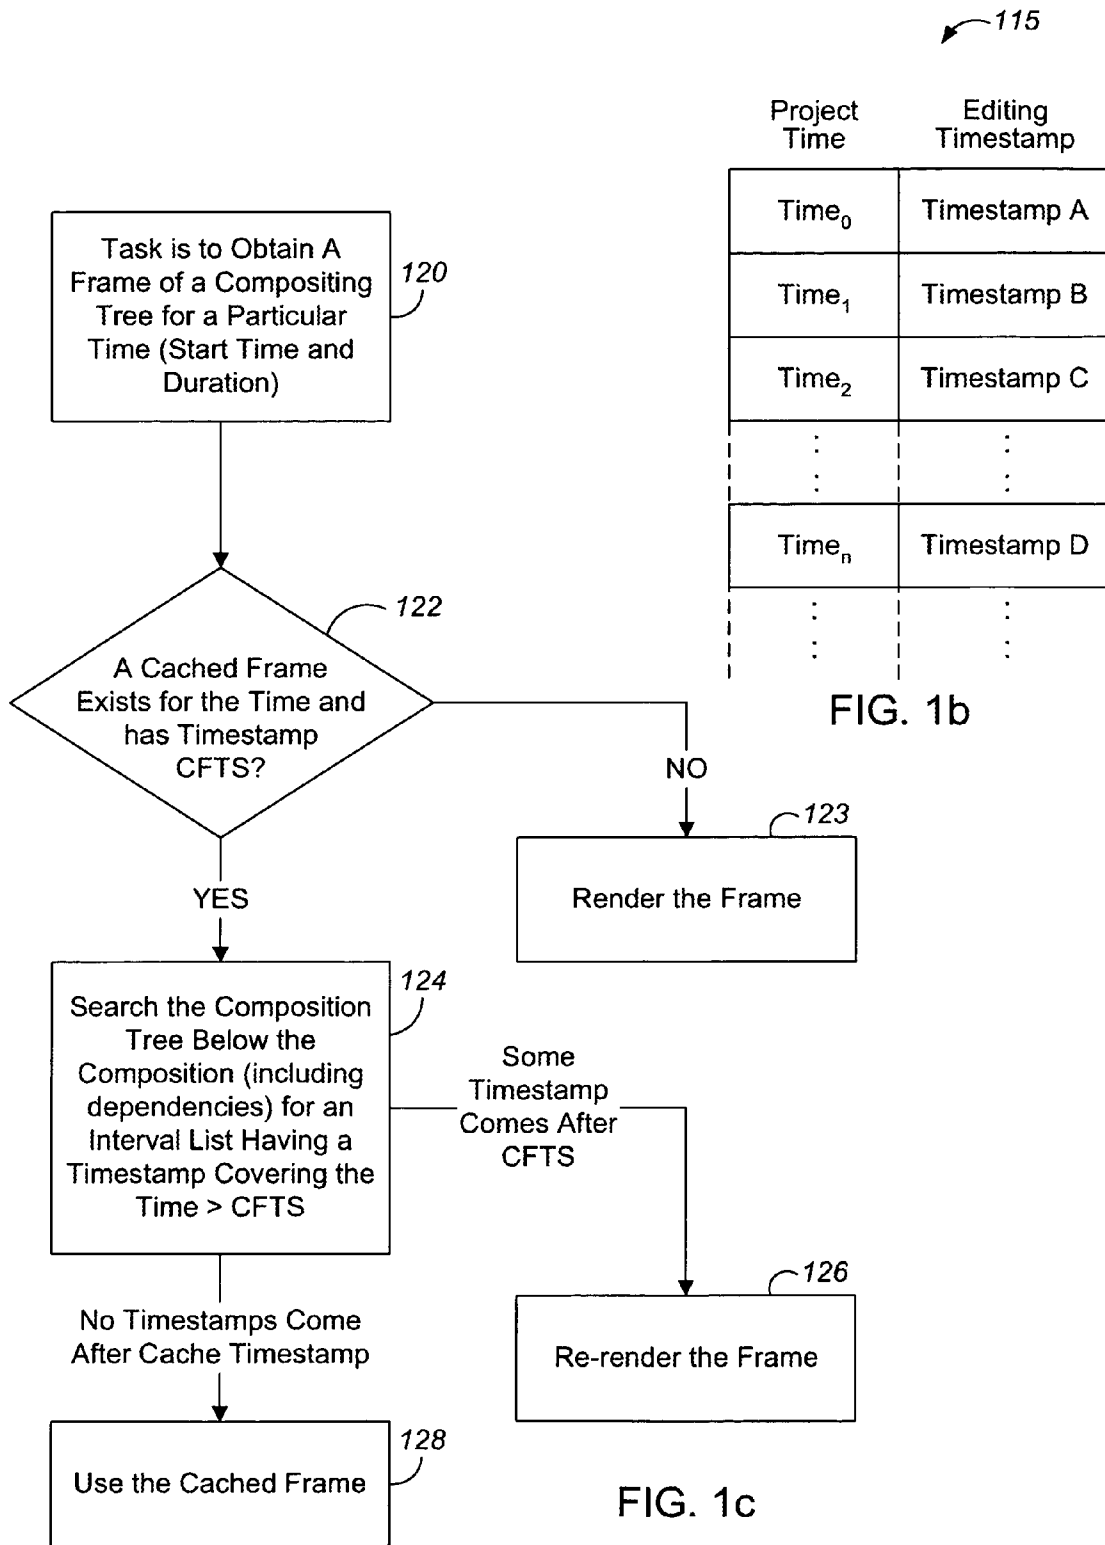 115
Project Time
Editing Timestamp
Time0
Timestamp A
Time1
Timestamp B
Time2
Timestamp C
Timen
Timestamp D
FIG. 1b
Task is to Obtain A
Frame of a Compositing
Tree for a Particular
Time (Start Time and
Duration)
120
122
A Cached Frame
Exists for the Time and
has Timestamp
CFTS?
NO
123
Render the Frame
YES
124
Search the Composition
Tree Below the
Composition (including
dependencies) for an
Interval List Having a
Timestamp Covering the
Time > CFTS
Some
Timestamp
Comes After
CFTS
126
Re-render the Frame
No Timestamps Come
After Cache Timestamp
128
Use the Cached Frame
FIG. 1c